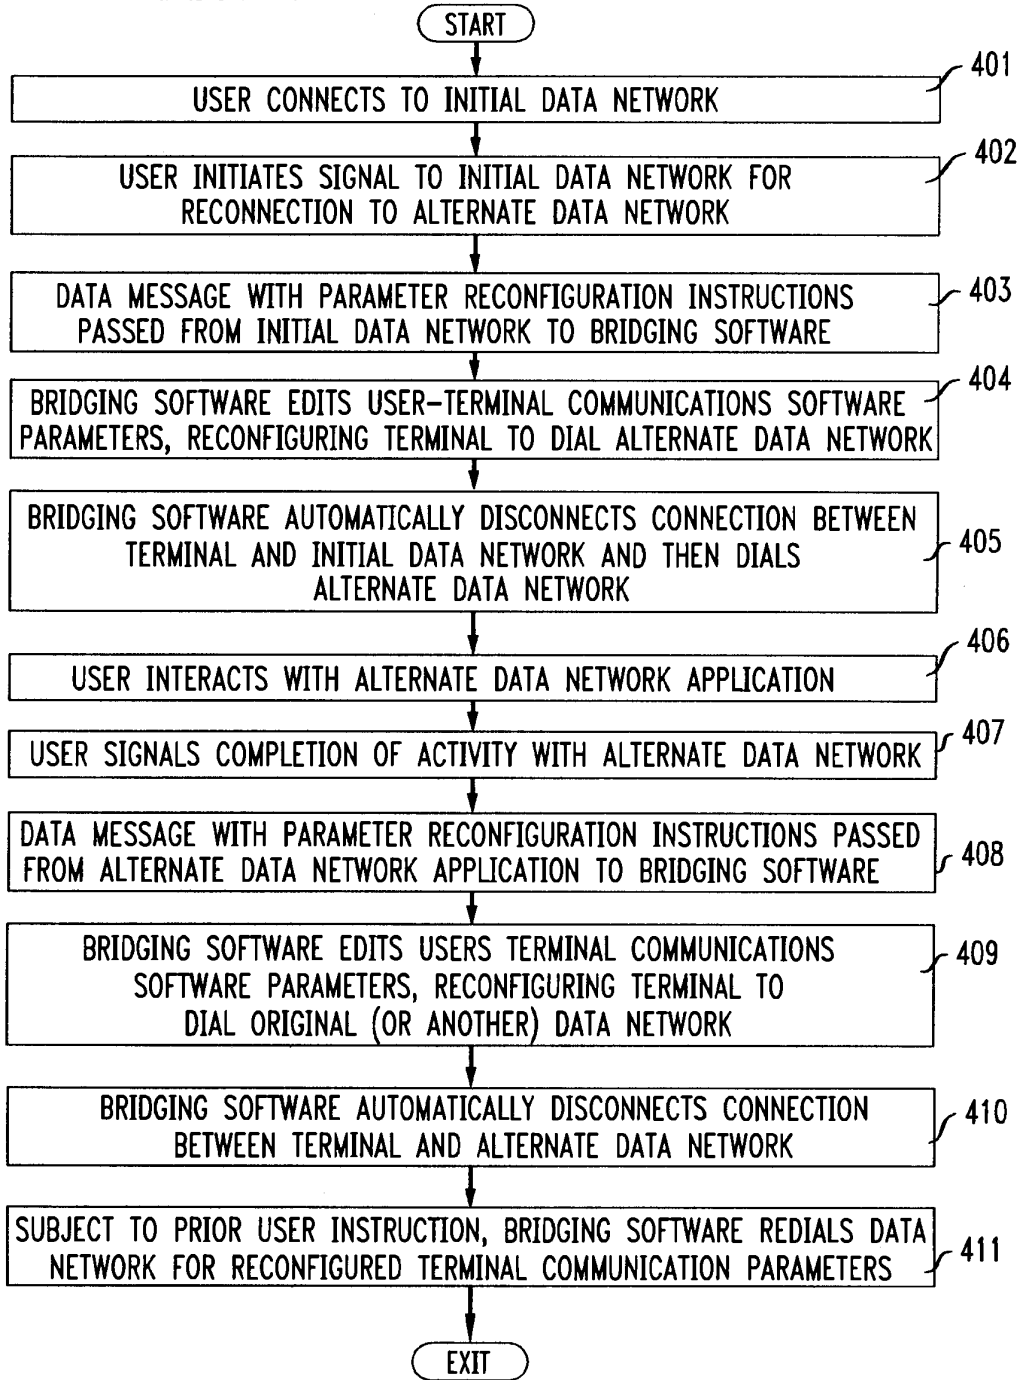 START
401
USER CONNECTS TO INITIAL DATA NETWORK
402
USER INITIATES SIGNAL TO INITIAL DATA NETWORK FOR
RECONNECTION TO ALTERNATE DATA NETWORK
403
DATA MESSAGE WITH PARAMETER RECONFIGURATION INSTRUCTIONS
PASSED FROM INITIAL DATA NETWORK TO BRIDGING SOFTWARE
404
BRIDGING SOFTWARE EDITS USER-TERMINAL COMMUNICATIONS SOFTWARE
PARAMETERS, RECONFIGURING TERMINAL TO DIAL ALTERNATE DATA NETWORK
BRIDGING SOFTWARE AUTOMATICALLY DISCONNECTS CONNECTION BETWEEN
TERMINAL AND INITIAL DATA NETWORK AND THEN DIALS
ALTERNATE DATA NETWORK
405
406
USER INTERACTS WITH ALTERNATE DATA NETWORK APPLICATION
407
USER SIGNALS COMPLETION OF ACTIVITY WITH ALTERNATE DATA NETWORK
DATA MESSAGE WITH PARAMETER RECONFIGURATION INSTRUCTIONS PASSED
FROM ALTERNATE DATA NETWORK APPLICATION TO BRIDGING SOFTWARE
408
BRIDGING SOFTWARE EDITS USERS TERMINAL COMMUNICATIONS
SOFTWARE PARAMETERS, RECONFIGURING TERMINAL TO
DIAL ORIGINAL (OR ANOTHER) DATA NETWORK
409
BRIDGING SOFTWARE AUTOMATICALLY DISCONNECTS CONNECTION
BETWEEN TERMINAL AND ALTERNATE DATA NETWORK
410
SUBJECT TO PRIOR USER INSTRUCTION, BRIDGING SOFTWARE REDIALS DATA
NETWORK FOR RECONFIGURED TERMINAL COMMUNICATION PARAMETERS
411
EXIT